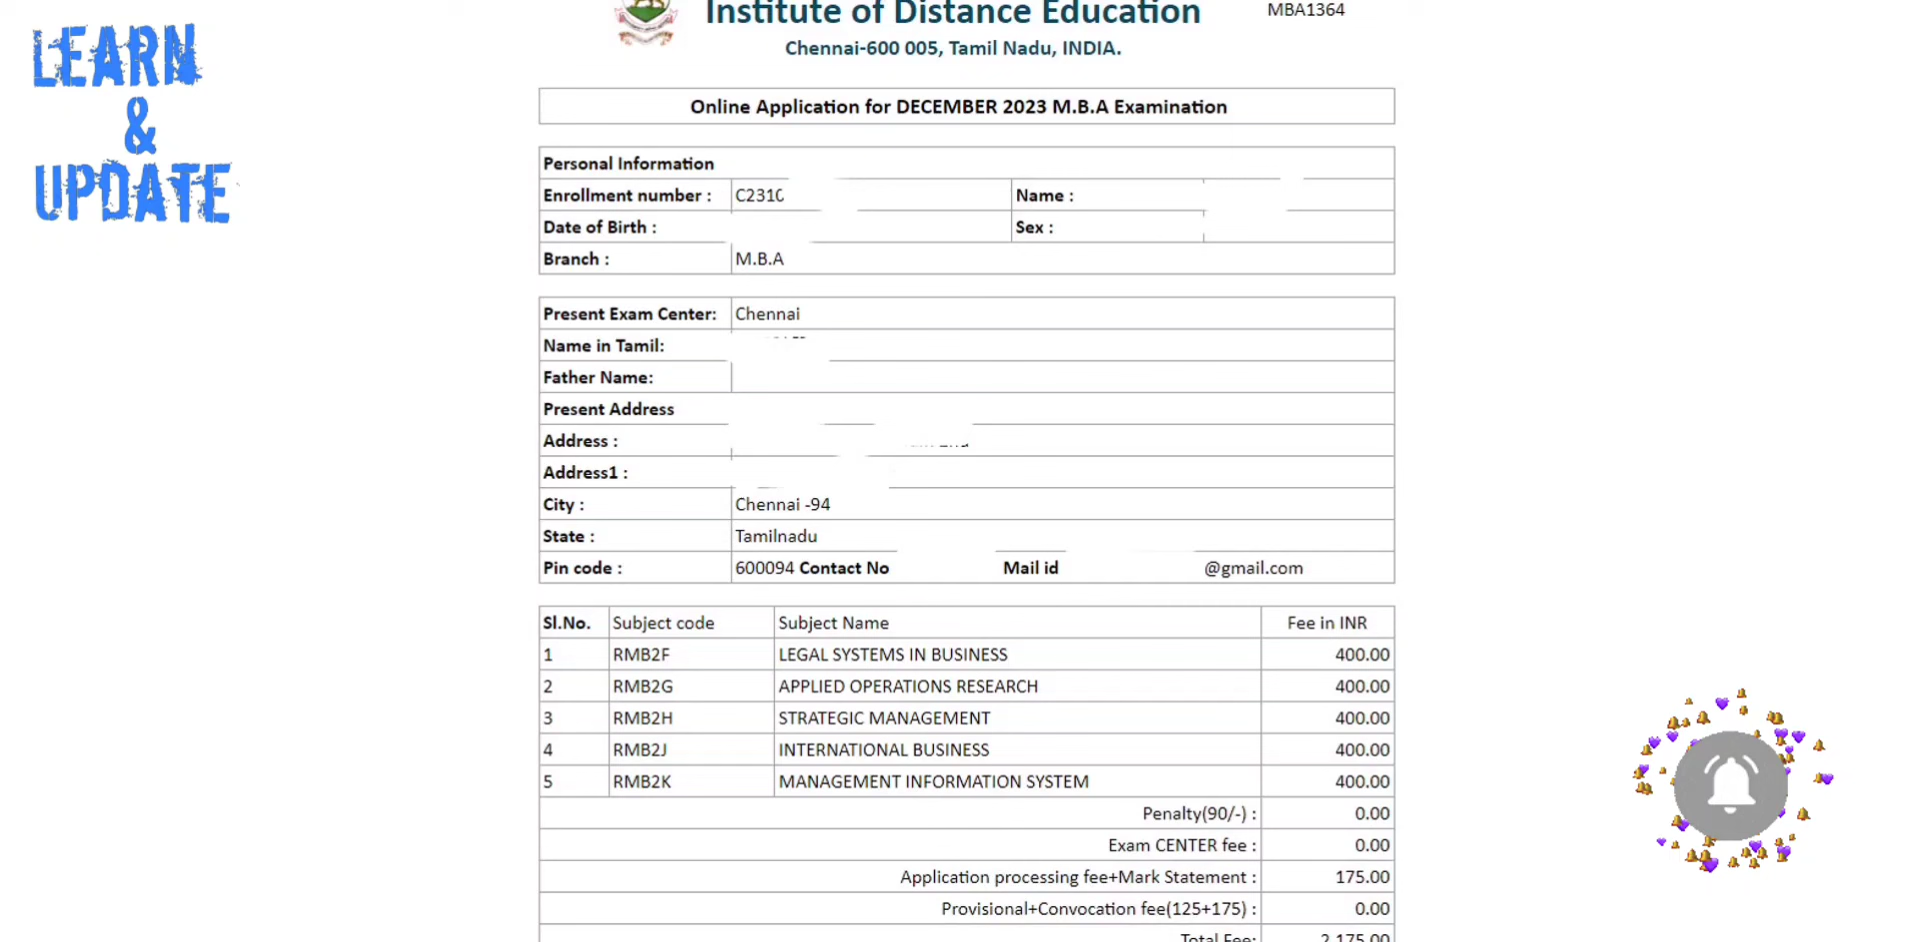 LEARN
&
UPDATE
Institute of Distance Education
MBA1364
Chennai-600 005, Tamil Nadu, INDIA.
Online Application for DECEMBER 2023 M.B.A Examination
Personal Information
Enrollment number : C2310 Name :
Date of Birth : Sex :
Branch : M.B.A
Present Exam Center: Chennai
Name in Tamil:
Father Name:
Present Address
Address :
Address1 :
City : Chennai -94
State : Tamilnadu
Pin code : 600094 Contact No Mail id @gmail.com
Sl.No. Subject code Subject Name Fee in INR
1 RMB2F LEGAL SYSTEMS IN BUSINESS 400.00
2 RMB2G APPLIED OPERATIONS RESEARCH 400.00
3 RMB2H STRATEGIC MANAGEMENT 400.00
4 RMB2J INTERNATIONAL BUSINESS 400.00
5 RMB2K MANAGEMENT INFORMATION SYSTEM 400.00
Penalty(90/-) : 0.00
Exam CENTER fee : 0.00
Application processing fee+Mark Statement : 175.00
Provisional+Convocation fee(125+175) : 0.00
Total Fee: 2,175.00